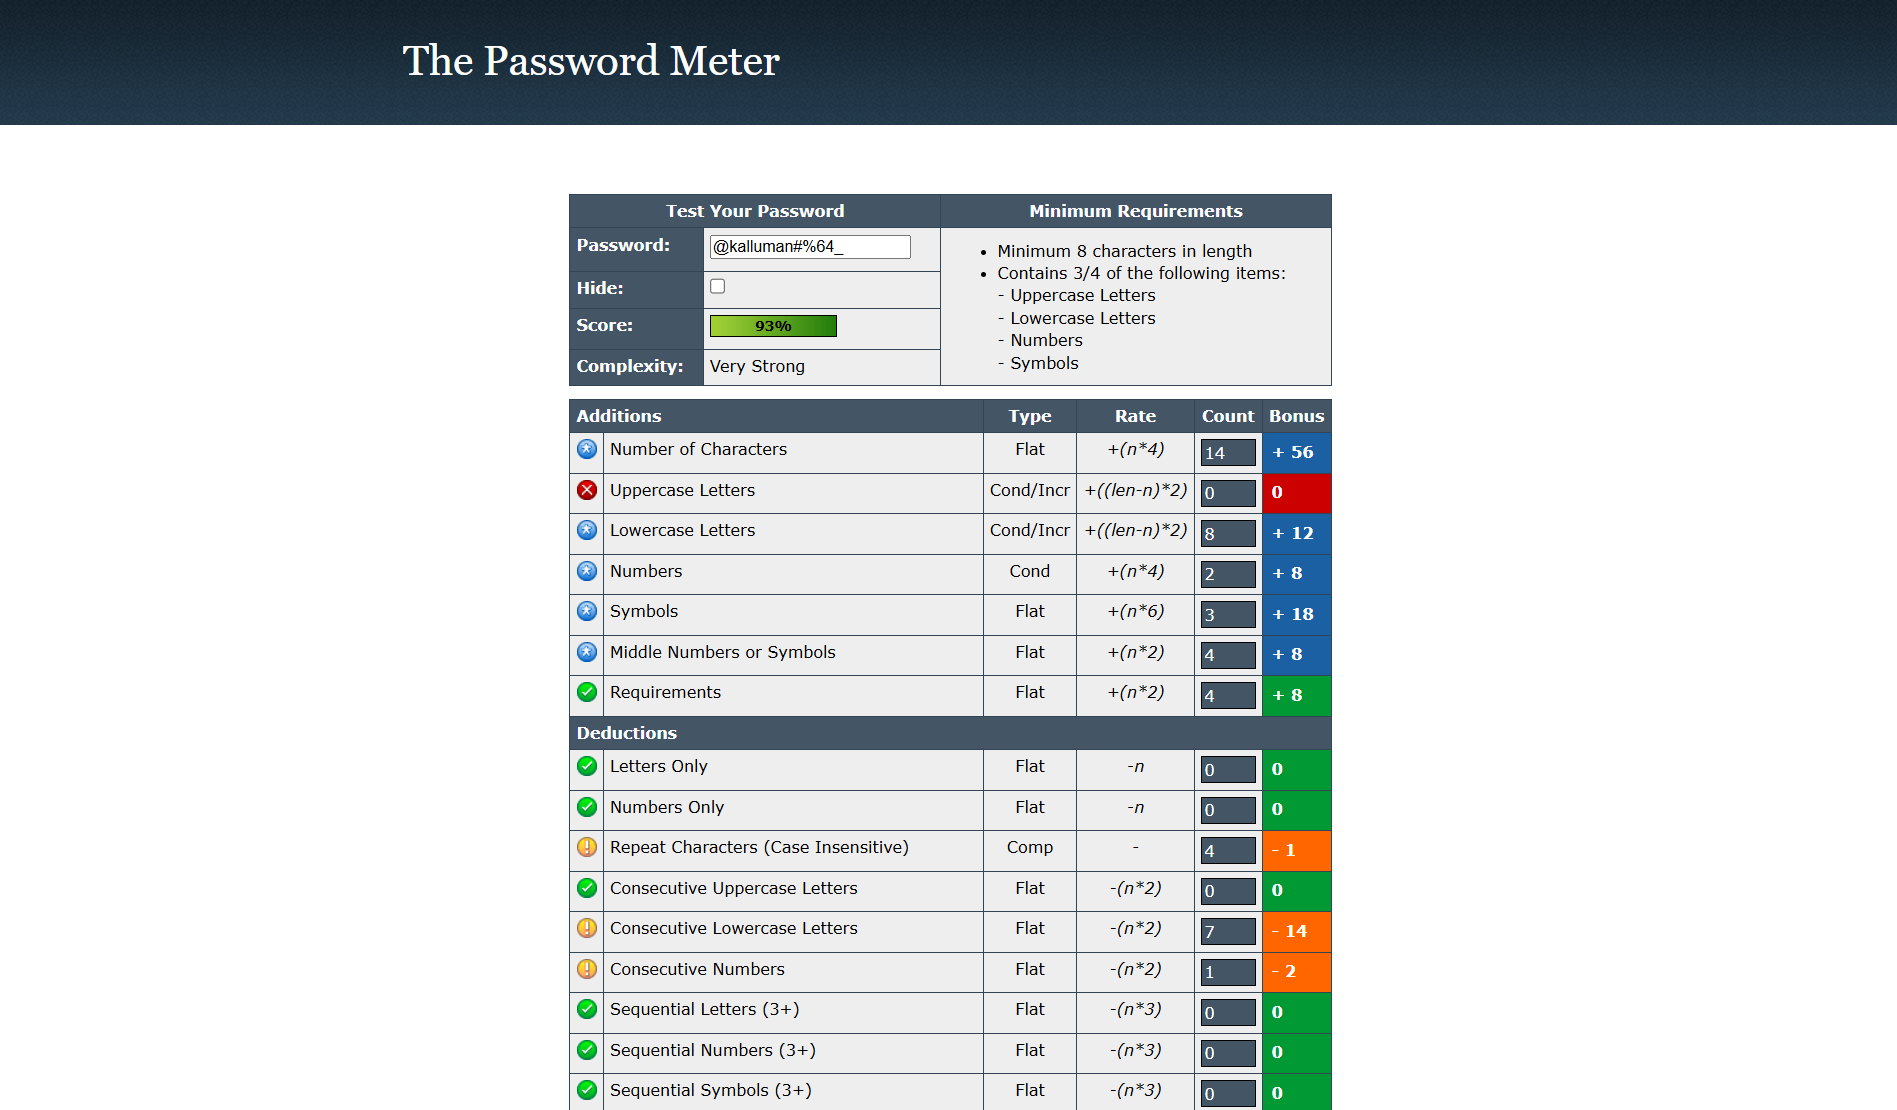 The Password Meter
Test Your Password Minimum Requirements
Password: @kalluman#%64_
Hide:
Score: 93%
Complexity: Very Strong
• Minimum 8 characters in length
• Contains 3/4 of the following items:
- Uppercase Letters
- Lowercase Letters
- Numbers
- Symbols
Additions Type Rate Count Bonus
Number of Characters Flat +(n*4) 14 + 56
Uppercase Letters Cond/Incr +((len-n)*2) 0 0
Lowercase Letters Cond/Incr +((len-n)*2) 8 + 12
Numbers Cond +(n*4) 2 + 8
Symbols Flat +(n*6) 3 + 18
Middle Numbers or Symbols Flat +(n*2) 4 + 8
Requirements Flat +(n*2) 4 + 8
Deductions
Letters Only Flat -n 0 0
Numbers Only Flat -n 0 0
Repeat Characters (Case Insensitive) Comp - 4 - 1
Consecutive Uppercase Letters Flat -(n*2) 0 0
Consecutive Lowercase Letters Flat -(n*2) 7 - 14
Consecutive Numbers Flat -(n*2) 1 - 2
Sequential Letters (3+) Flat -(n*3) 0 0
Sequential Numbers (3+) Flat -(n*3) 0 0
Sequential Symbols (3+) Flat -(n*3) 0 0